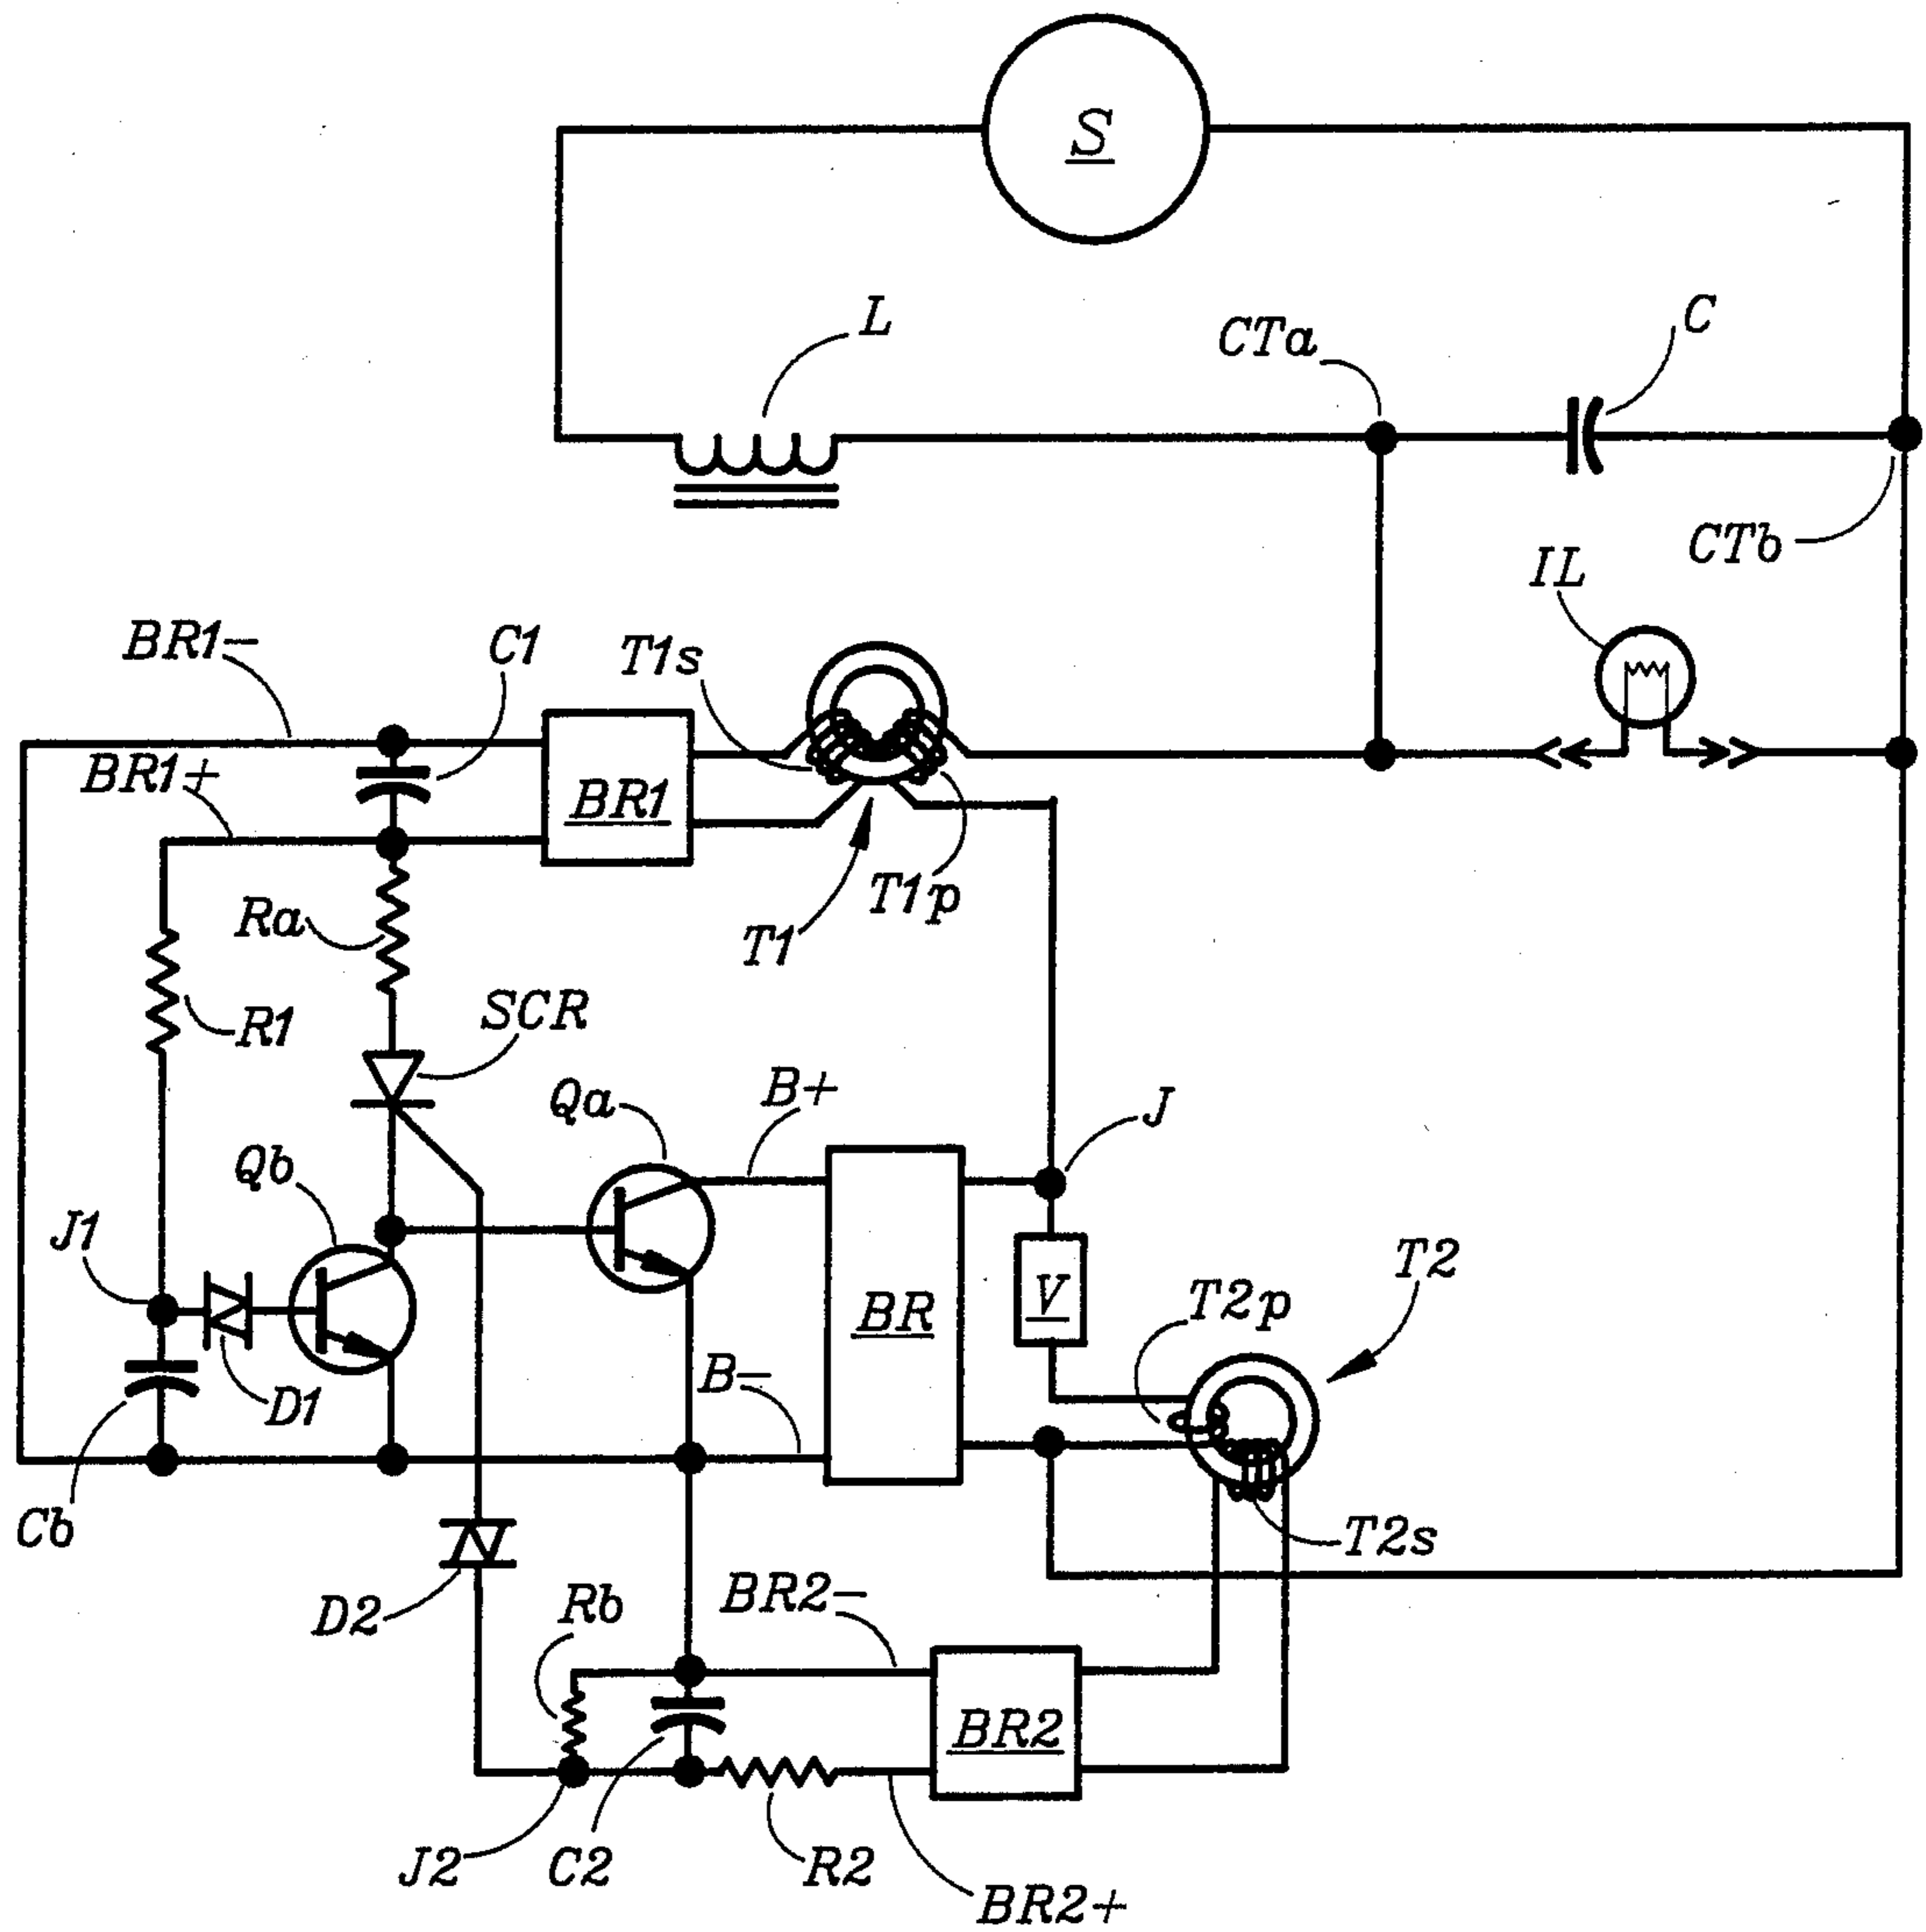 S
L
CTa
C
CTb
IL
BR1-
C1
T1s
BR1+
BR1
Ra
T1p
T1
R1
SCR
Qa
B+
J
Qb
J1
T2
T2p
V
BR
B-
D1
Cb
T2s
D2
Rb
BR2-
BR2
J2
C2
R2
BR2+